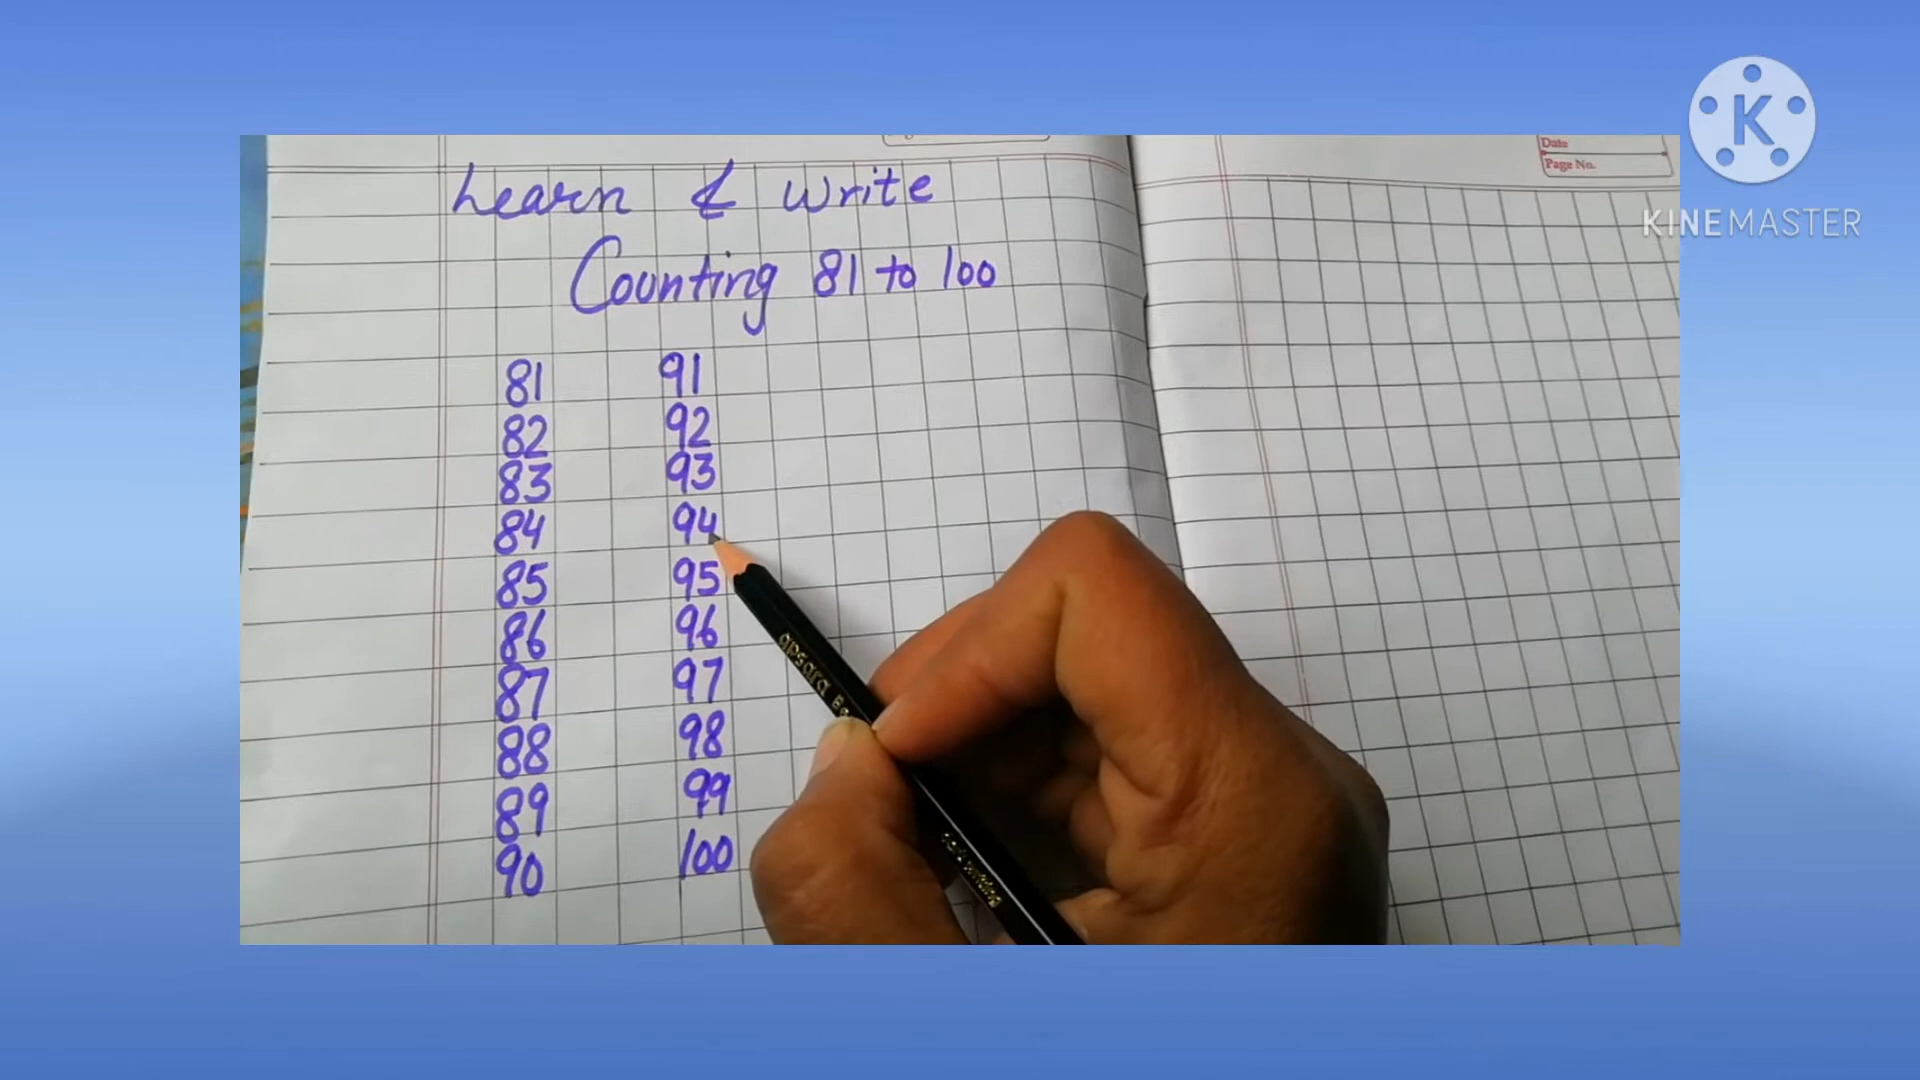 Learn & Write
Counting 81 to 100
81 91
82 92
83 93
84 94
85 95
86 96
87 97
88 98
89 99
90 100
Date
Page No.
apsara
KINEMASTER